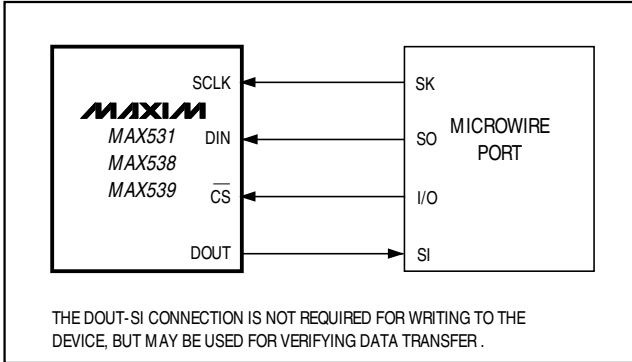 SCLK SK
MAXIM
MAX531 DIN SO MICROWIRE
MAX538 PORT
MAX539 C̅S̅ I/O
DOUT SI
THE DOUT-SI CONNECTION IS NOT REQUIRED FOR WRITING TO THE
DEVICE, BUT MAY BE USED FOR VERIFYING DATA TRANSFER .